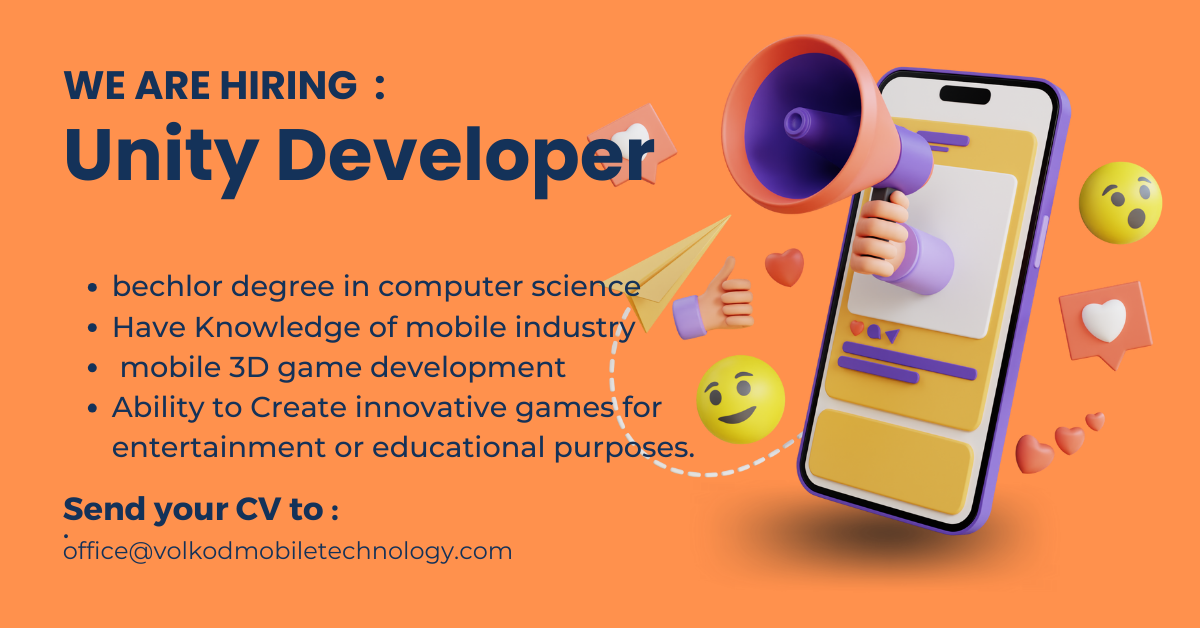 WE ARE HIRING :
Unity Developer
• bechlor degree in computer science
• Have Knowledge of mobile industry
• mobile 3D game development
• Ability to Create innovative games for
entertainment or educational purposes.
Send your CV to :
office@volkodmobiletechnology.com